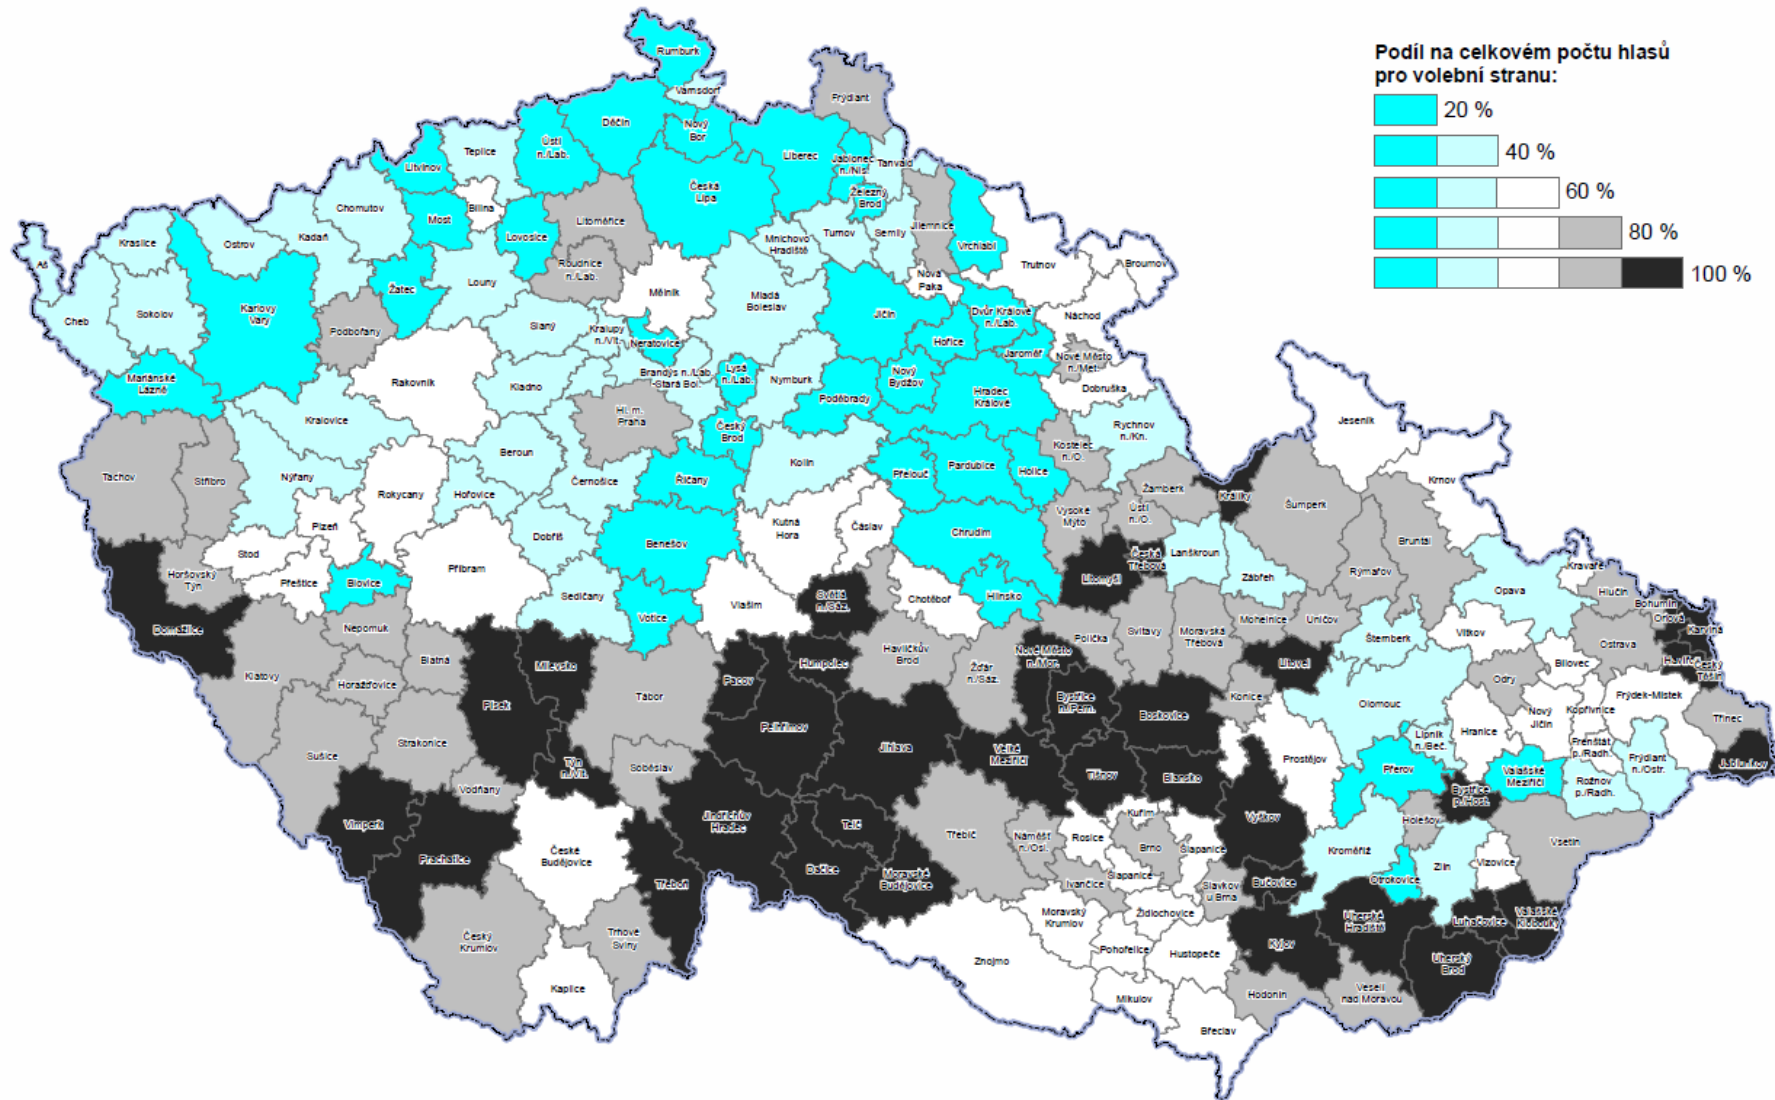 Podíl na celkovém počtu hlasů
pro volební stranu:
20 %
40 %
60 %
80 %
100 %
Rumburk
Varnsdorf
Frýdlant
Děčín
Nový
Bor
Ústí
n./Lab.
Teplice
Litvínov
Liberec
Jablonec
n./Nis.
Tanvald
Česká
Lípa
Železný
Brod
Bílina
Most
Chomutov
Lovosice
Litoměřice
Kadaň
Ostrov
Kraslice
Aš
Mnichovo
Hradiště
Turnov
Semily
Jilemnice
Vrchlabí
Trutnov
Broumov
Roudnice
n./Lab.
Louny
Žatec
Mělník
Mladá
Boleslav
Nová
Paka
Karlovy
Vary
Sokolov
Cheb
Podbořany
Slaný
Kralupy
n./Vlt.
Neratovice
Jičín
Dvůr Králové
n./Lab.
Náchod
Hořice
Jaroměř
Nové Město
n./Met.
Mariánské
Lázně
Rakovník
Kladno
Brandýs n./Lab.
-Stará Bol.
Lysá
n./Lab.
Nymburk
Poděbrady
Nový
Bydžov
Hradec
Králové
Dobruška
Kralovice
Hl. m.
Praha
Český
Brod
Rychnov
n./Kn.
Jeseník
Tachov
Stříbro
Nýřany
Rokycany
Beroun
Hořovice
Černošice
Říčany
Kolín
Přelouč
Pardubice
Holice
Kostelec
n./O.
Žamberk
Králíky
Šumperk
Krnov
Plzeň
Dobříš
Benešov
Kutná
Hora
Čáslav
Chrudim
Vysoké
Mýto
Ústí
n./O.
Bruntál
Stod
Přeštice
Blovice
Příbram
Horšovský
Týn
Domažlice
Sedlčany
Votice
Vlašim
Světlá
n./Sáz.
Chotěboř
Hlinsko
Litomyšl
Česká
Třebová
Lanškroun
Zábřeh
Rýmařov
Opava
Kravaře
Hlučín
Bohumín
Orlová
Karviná
Havířov
Český
Těšín
Ostrava
Nepomuk
Klatovy
Blatná
Horažďovice
Milevsko
Písek
Tábor
Pacov
Humpolec
Havlíčkův
Brod
Žďár
n./Sáz.
Nové Město
n./Mor.
Polička
Svitavy
Moravská
Třebová
Mohelnice
Uničov
Litovel
Šternberk
Vítkov
Bílovec
Odry
Sušice
Strakonice
Vodňany
Týn
n./Vlt.
Soběslav
Pelhřimov
Jihlava
Bystřice
n./Pern.
Boskovice
Konice
Olomouc
Lipník
n./Beč.
Hranice
Nový
Jičín
Kopřivnice
Frýdek-Místek
Třinec
Jablunkov
Frenštát
p./Radh.
Frýdlant
n./Ostr.
Vimperk
Prachatice
Velké
Meziříčí
Tišnov
Blansko
Prostějov
Přerov
Valašské
Meziříčí
Rožnov
p./Radh.
Bystřice
p./Host.
České
Budějovice
Třeboň
Jindřichův
Hradec
Telč
Dačice
Moravské
Budějovice
Třebíč
Náměšť
n./Osl.
Rosice
Kuřim
Brno
Šlapanice
Šlapanice
Vyškov
Holešov
Kroměříž
Zlín
Vizovice
Vsetín
Ivančice
Slavkov
u Brna
Bučovice
Otrokovice
Český
Krumlov
Trhové
Sviny
Kaplice
Znojmo
Moravský
Krumlov
Židlochovice
Pohořelice
Hustopeče
Mikulov
Břeclav
Kyjov
Uherské
Hradiště
Luhačovice
Valašské
Klobouky
Uherský
Brod
Hodonín
Veselí
nad Moravou